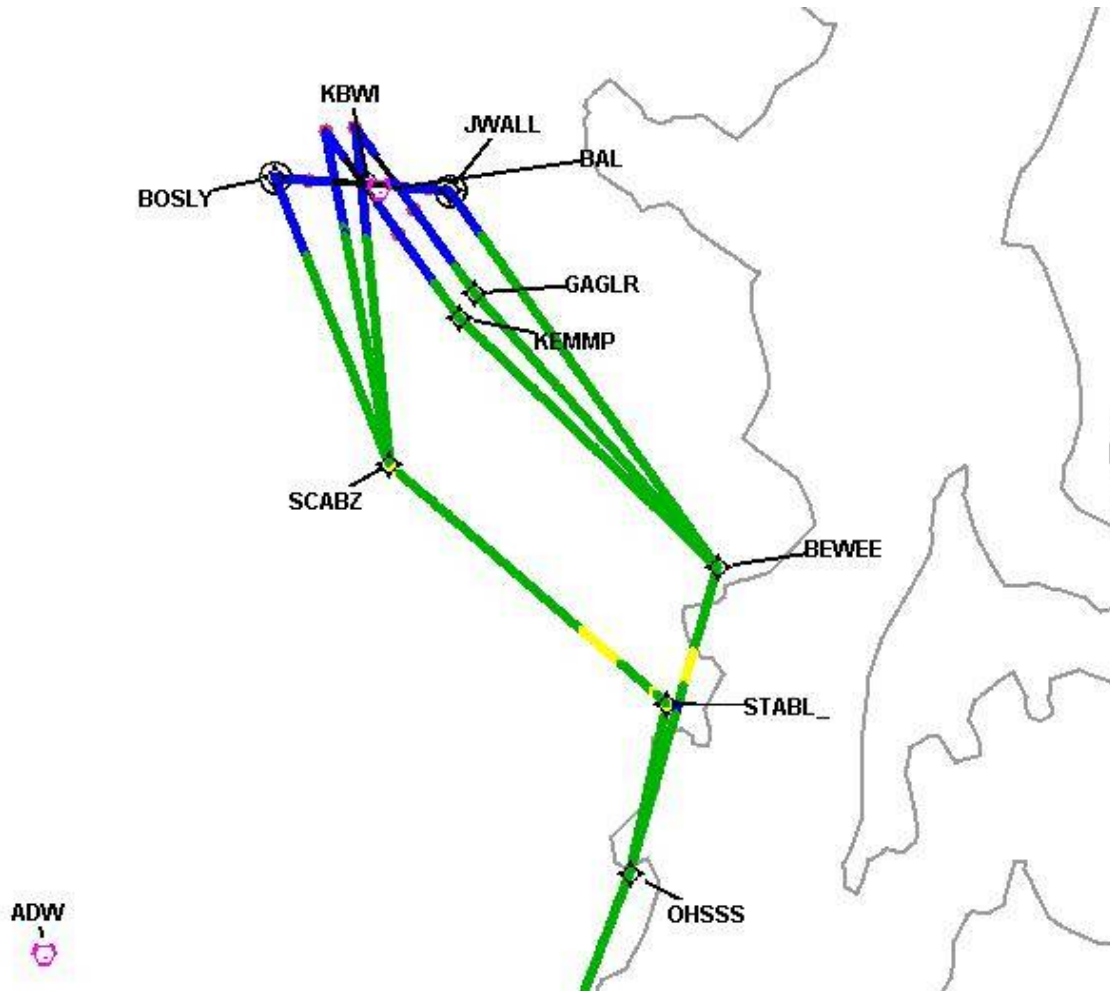 KBWI
JWALL
BAL
BOSLY
GAGLR
KEMMP
SCABZ
BEWEE
STABL_
OHSSS
ADW